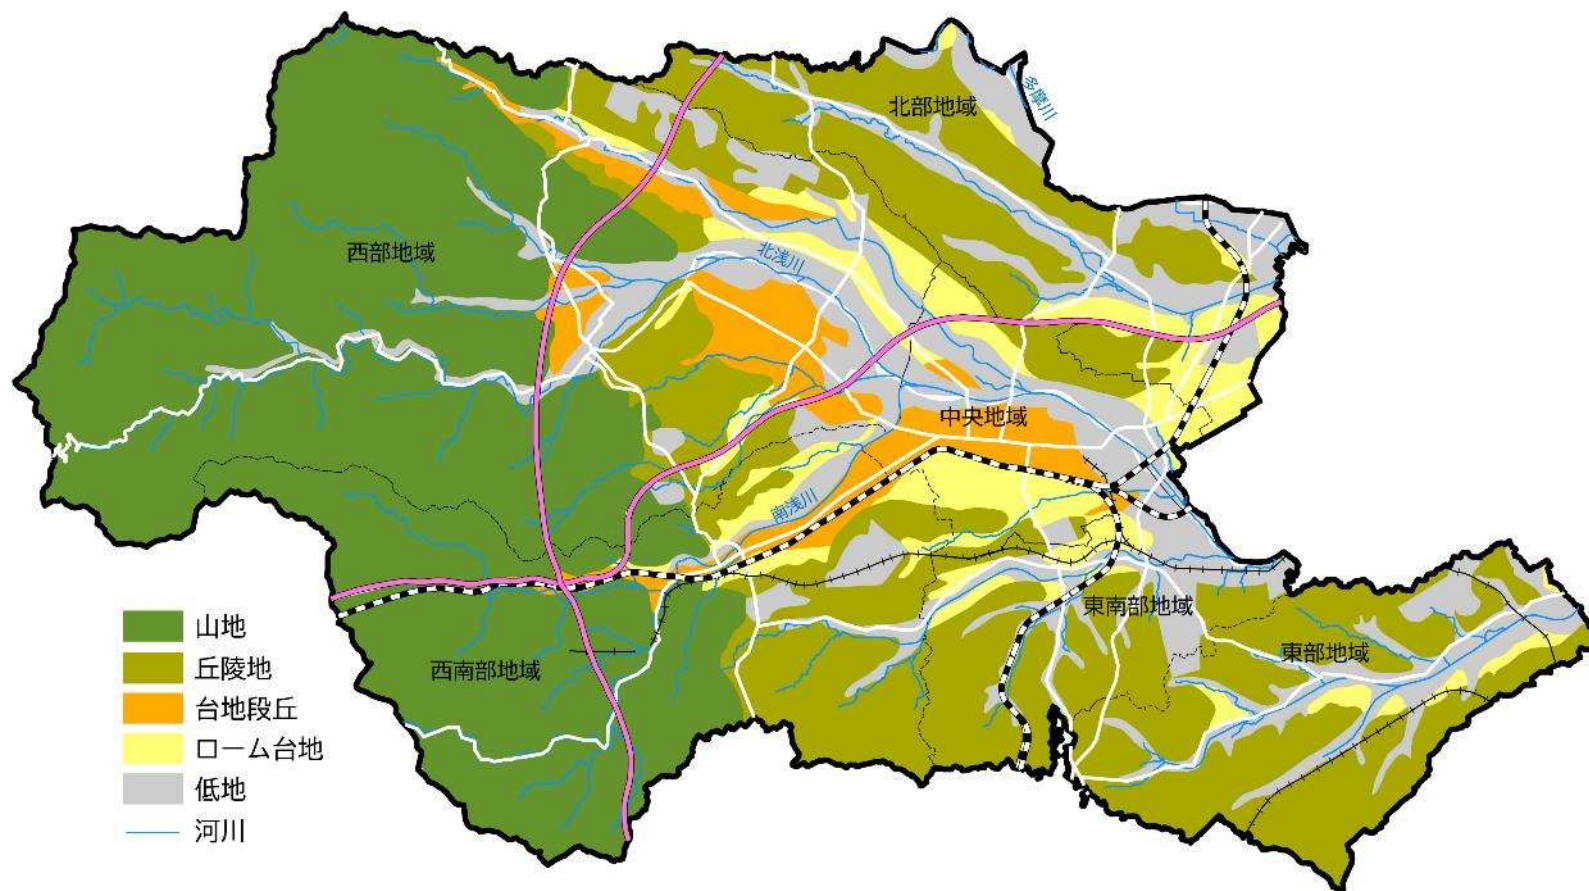 北部地域
多摩川
西部地域
北浅川
中央地域
南浅川
東南部地域
西南部地域
東部地域
山地
丘陵地
台地段丘
ローム台地
低地
河川